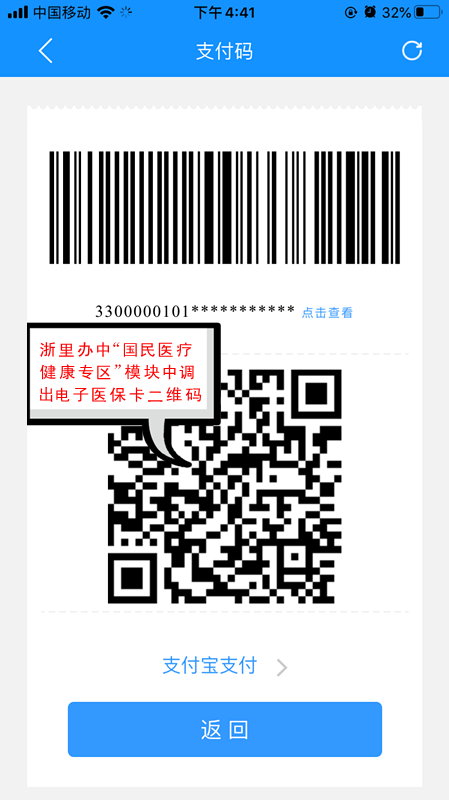 中国移动 下午4:41 32%
支付码
3300000101*********** 点击查看
浙里办中“国民医疗
健康专区”模块中调
出电子医保卡二维码
支付宝支付
返回